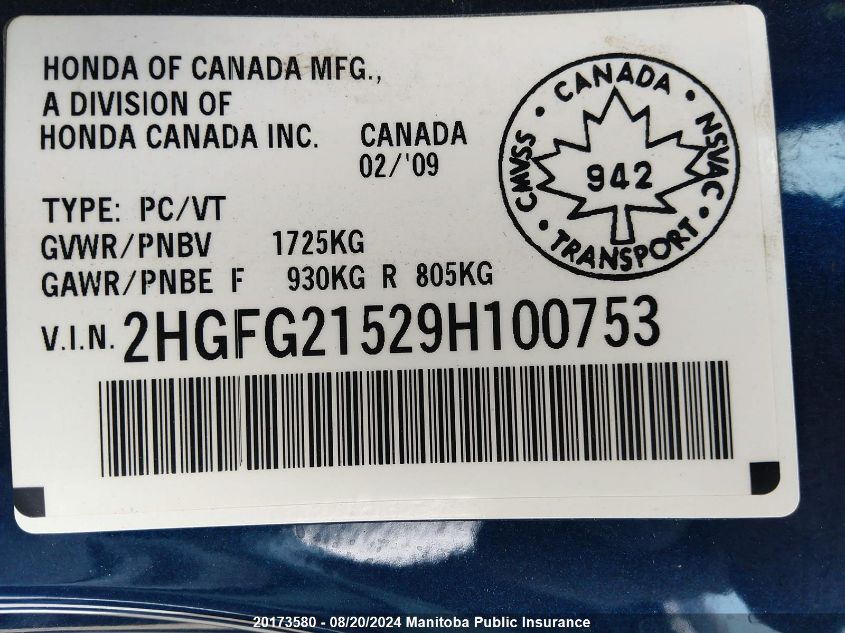 HONDA OF CANADA MFG.,
A DIVISION OF
HONDA CANADA INC. CANADA
02/'09
TYPE: PC/VT
GVWR/PNBV 1725KG
GAWR/PNBE F 930KG R 805KG
V.I.N. 2HGFG21529H100753
CMVSS • CANADA • NSVAC • TRANSPORT •
942
20173580 - 08/20/2024 Manitoba Public Insurance